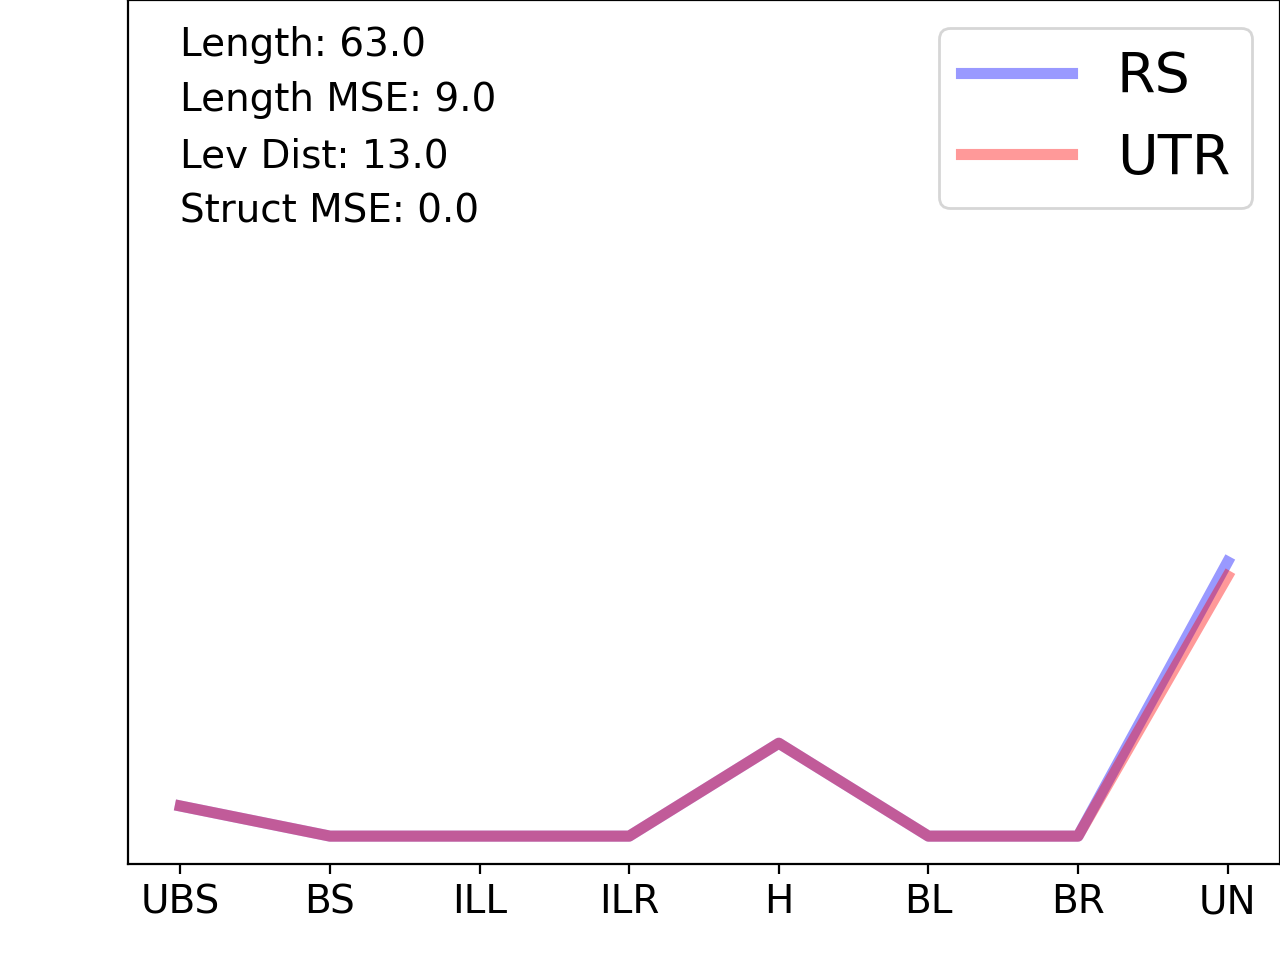 Length: 63.0
Length MSE: 9.0
Lev Dist: 13.0
Struct MSE: 0.0
RS
UTR
UBS BS ILL ILR H BL BR UN